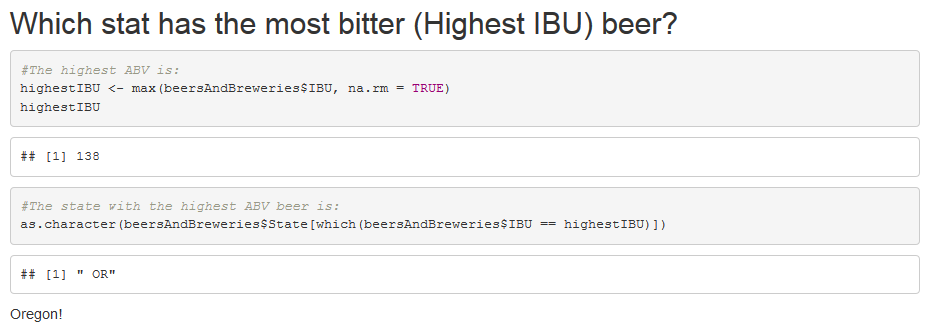 Which stat has the most bitter (Highest IBU) beer?
#The highest ABV is:
highestIBU <- max(beersAndBreweries$IBU, na.rm = TRUE)
highestIBU
## [1] 138
#The state with the highest ABV beer is:
as.character(beersAndBreweries$State[which(beersAndBreweries$IBU == highestIBU)])
## [1] " OR"
Oregon!